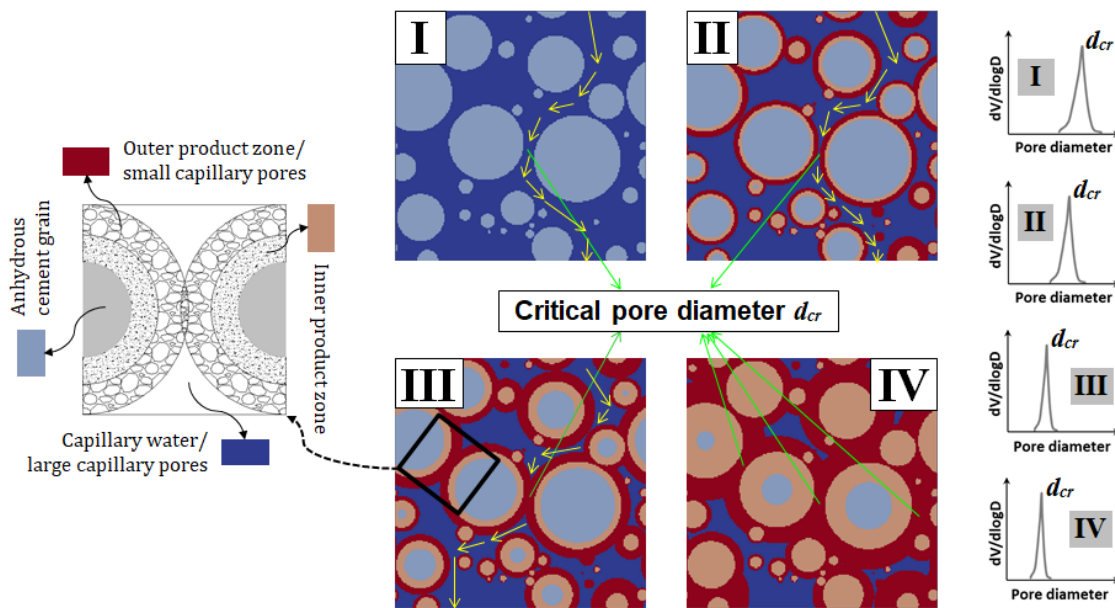 Outer product zone/
small capillary pores
Anhydrous
cement grain
Inner product zone
Capillary water/
large capillary pores
I
II
Critical pore diameter dcr
III
IV
dV/dlogD
dcr
I
Pore diameter
dV/dlogD
dcr
II
Pore diameter
dV/dlogD
dcr
III
Pore diameter
dV/dlogD
dcr
IV
Pore diameter